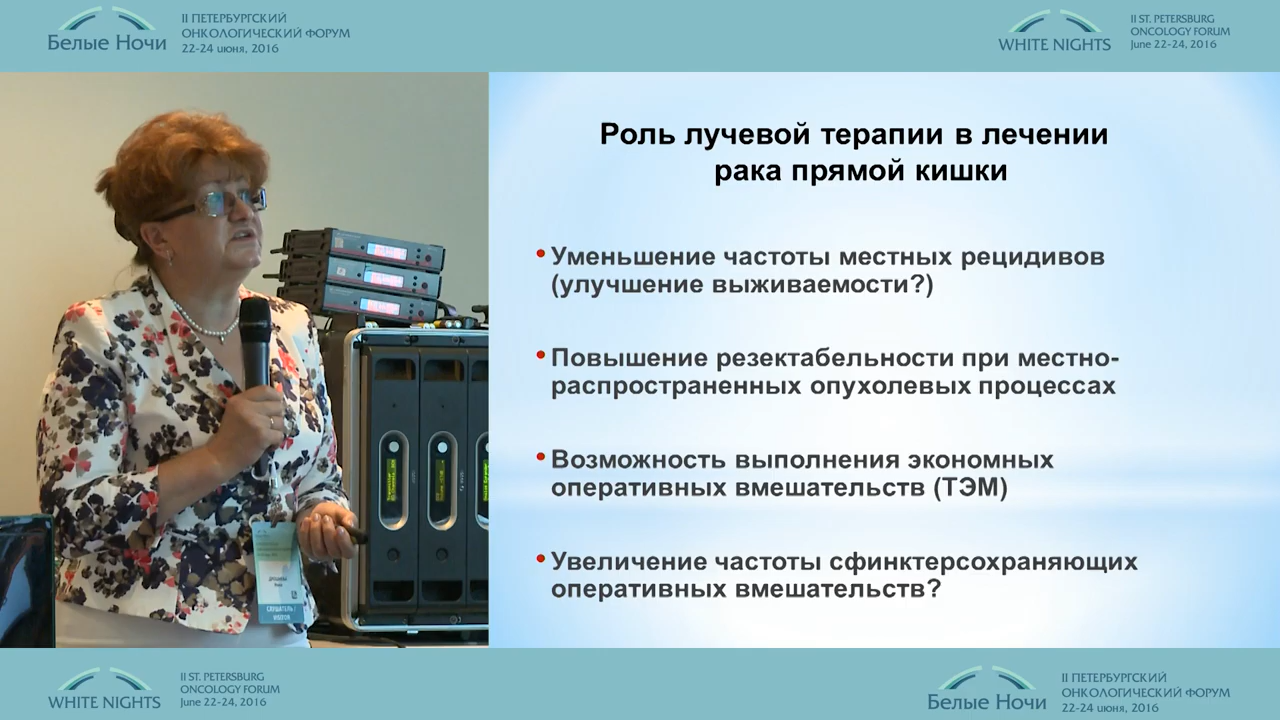 Белые Ночи
II ПЕТЕРБУРГСКИЙ
ОНКОЛОГИЧЕСКИЙ ФОРУМ
22-24 июня, 2016
WHITE NIGHTS
II ST. PETERSBURG
ONCOLOGY FORUM
June 22-24, 2016
Роль лучевой терапии в лечении
рака прямой кишки
• Уменьшение частоты местных рецидивов
(улучшение выживаемости?)
• Повышение резектабельности при местно-
распространенных опухолевых процессах
• Возможность выполнения экономных
оперативных вмешательств (ТЭМ)
• Увеличение частоты сфинктерсохраняющих
оперативных вмешательств?
СЛУШАТЕЛЬ /
VISITOR
WHITE NIGHTS
II ST. PETERSBURG
ONCOLOGY FORUM
June 22-24, 2016
Белые Ночи
II ПЕТЕРБУРГСКИЙ
ОНКОЛОГИЧЕСКИЙ ФОРУМ
22-24 июня, 2016